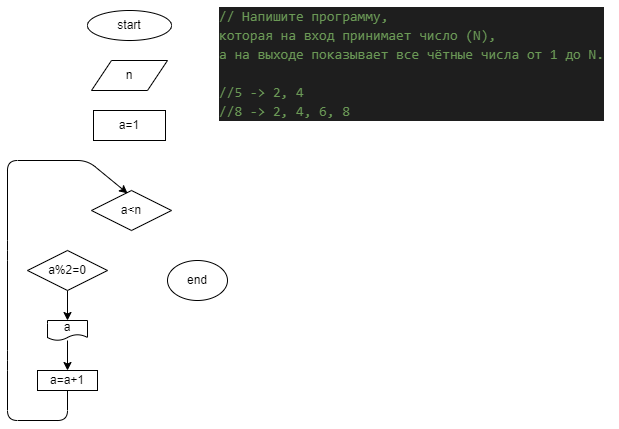 start
// Напишите программу,
которая на вход принимает число (N),
а на выходе показывает все чётные числа от 1 до N.
//5 -> 2, 4
//8 -> 2, 4, 6, 8
n
a=1
a<n
a%2=0
end
a
a=a+1